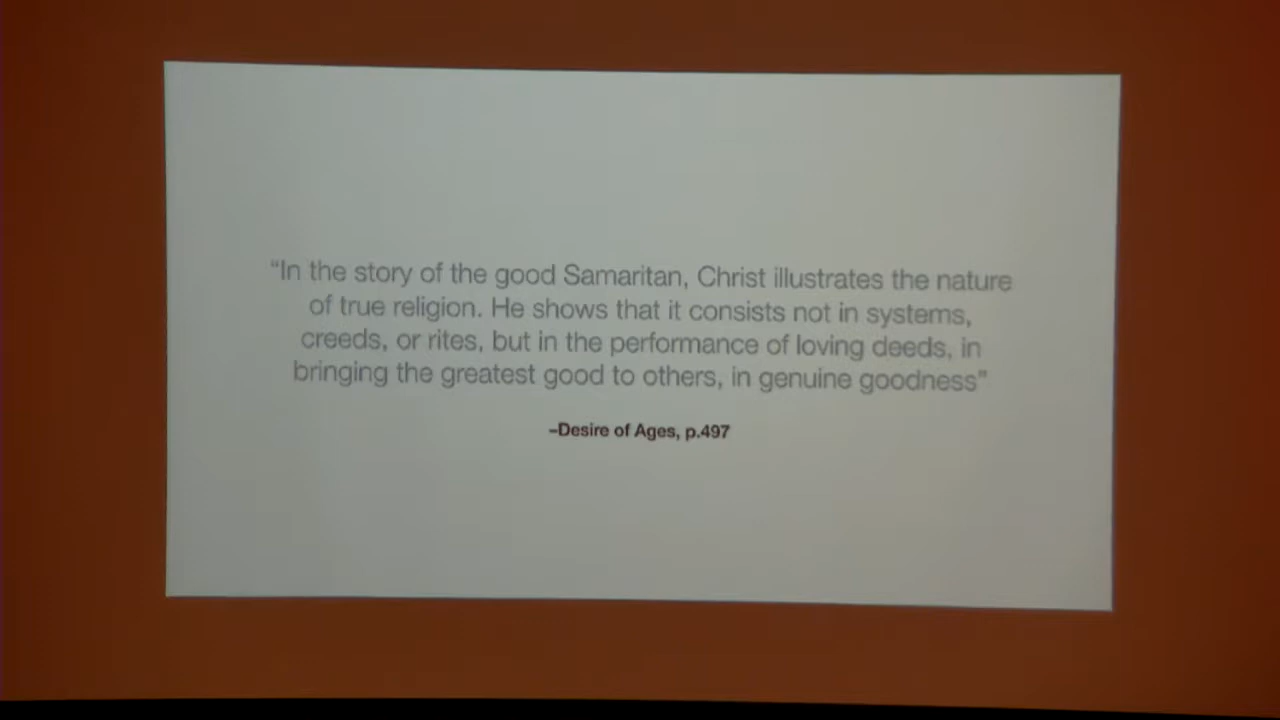 “In the story of the good Samaritan, Christ illustrates the nature
of true religion. He shows that it consists not in systems,
creeds, or rites, but in the performance of loving deeds, in
bringing the greatest good to others, in genuine goodness”
–Desire of Ages, p.497